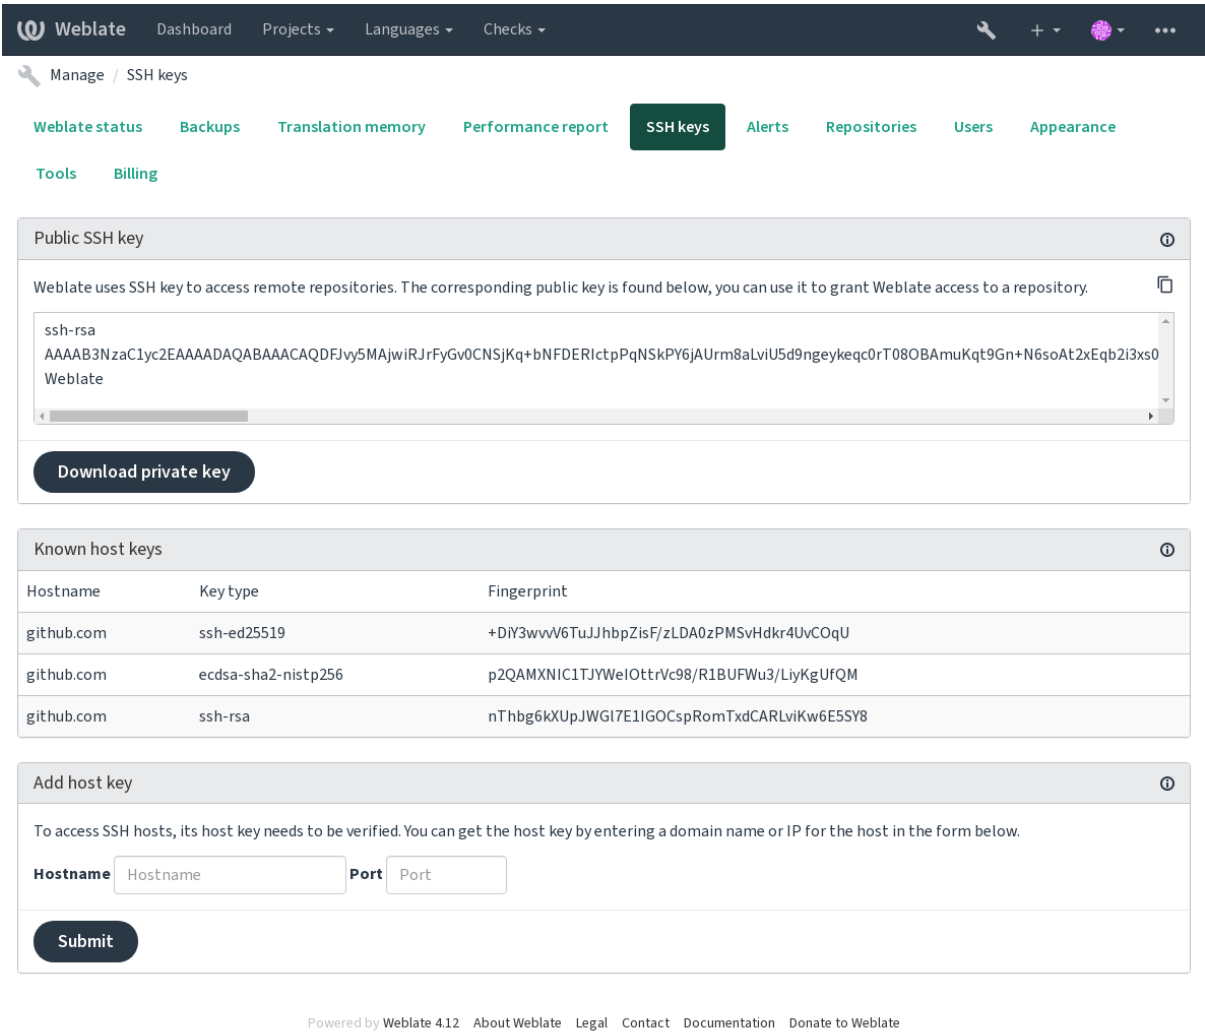 Weblate Dashboard Projects Languages Checks
Manage / SSH keys
Weblate status Backups Translation memory Performance report SSH keys Alerts Repositories Users Appearance
Tools Billing
Public SSH key
Weblate uses SSH key to access remote repositories. The corresponding public key is found below, you can use it to grant Weblate access to a repository.
ssh-rsa
AAAAB3NzaC1yc2EAAAADAQABAAACAQDFJvy5MAjwiRJrFyGv0CNSjKq+bNFDERIctpPqNSkPY6jAUrm8aLviU5d9ngeykeqc0rT08OBAmuKqt9Gn+N6soAt2xEqb2i3xs0
Weblate
Download private key
Known host keys
Hostname Key type Fingerprint
github.com ssh-ed25519 +DiY3wvvV6TuJJhbpZisF/zLDA0zPMSvHdkr4UvCOqU
github.com ecdsa-sha2-nistp256 p2QAMXNIC1TJYWeIOttrVc98/R1BUFWu3/LiyKgUfQM
github.com ssh-rsa nThbg6kXUpJWGl7E1IGOCspRomTxdCARLviKw6E5SY8
Add host key
To access SSH hosts, its host key needs to be verified. You can get the host key by entering a domain name or IP for the host in the form below.
Hostname Hostname Port Port
Submit
Powered by Weblate 4.12 About Weblate Legal Contact Documentation Donate to Weblate